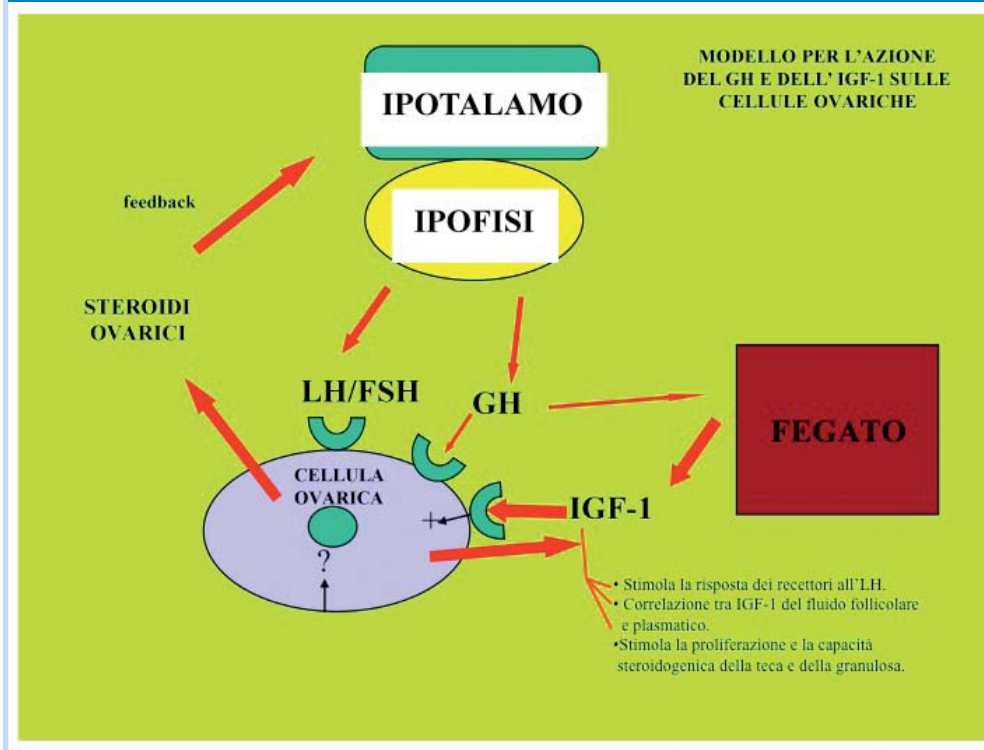 MODELLO PER L'AZIONE
DEL GH E DELL' IGF-1 SULLE
CELLULE OVARICHE
IPOTALAMO
IPOFISI
feedback
STEROIDI
OVARICI
LH/FSH
GH
FEGATO
CELLULA
OVARICA
+
IGF-1
?
• Stimola la risposta dei recettori all'LH.
• Correlazione tra IGF-1 del fluido follicolare
e plasmatico.
•Stimola la proliferazione e la capacità
steroidogenica della teca e della granulosa.